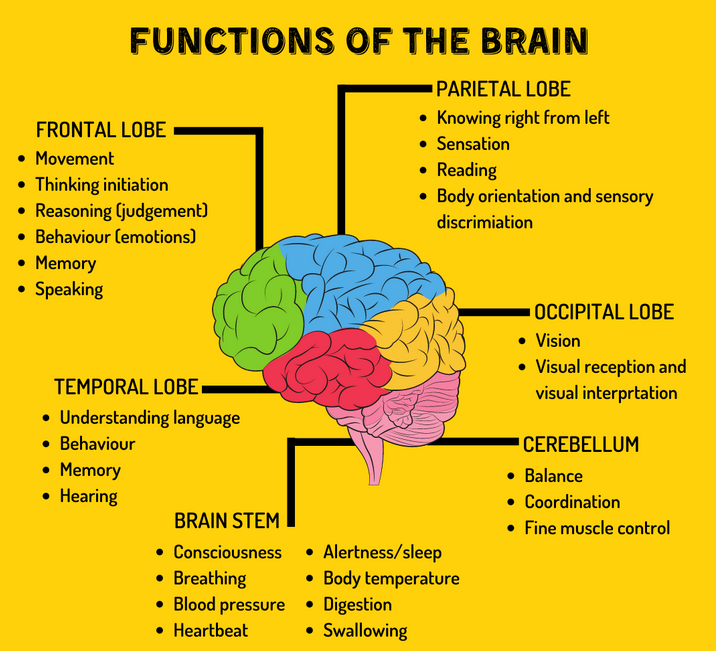 FUNCTIONS OF THE BRAIN
FRONTAL LOBE
• Movement
• Thinking initiation
• Reasoning (judgement)
• Behaviour (emotions)
• Memory
• Speaking
PARIETAL LOBE
• Knowing right from left
• Sensation
• Reading
• Body orientation and sensory
discrimiation
OCCIPITAL LOBE
• Vision
• Visual reception and
visual interprtation
TEMPORAL LOBE
• Understanding language
• Behaviour
• Memory
• Hearing
CEREBELLUM
• Balance
• Coordination
• Fine muscle control
BRAIN STEM
• Consciousness
• Breathing
• Blood pressure
• Heartbeat
• Alertness/sleep
• Body temperature
• Digestion
• Swallowing